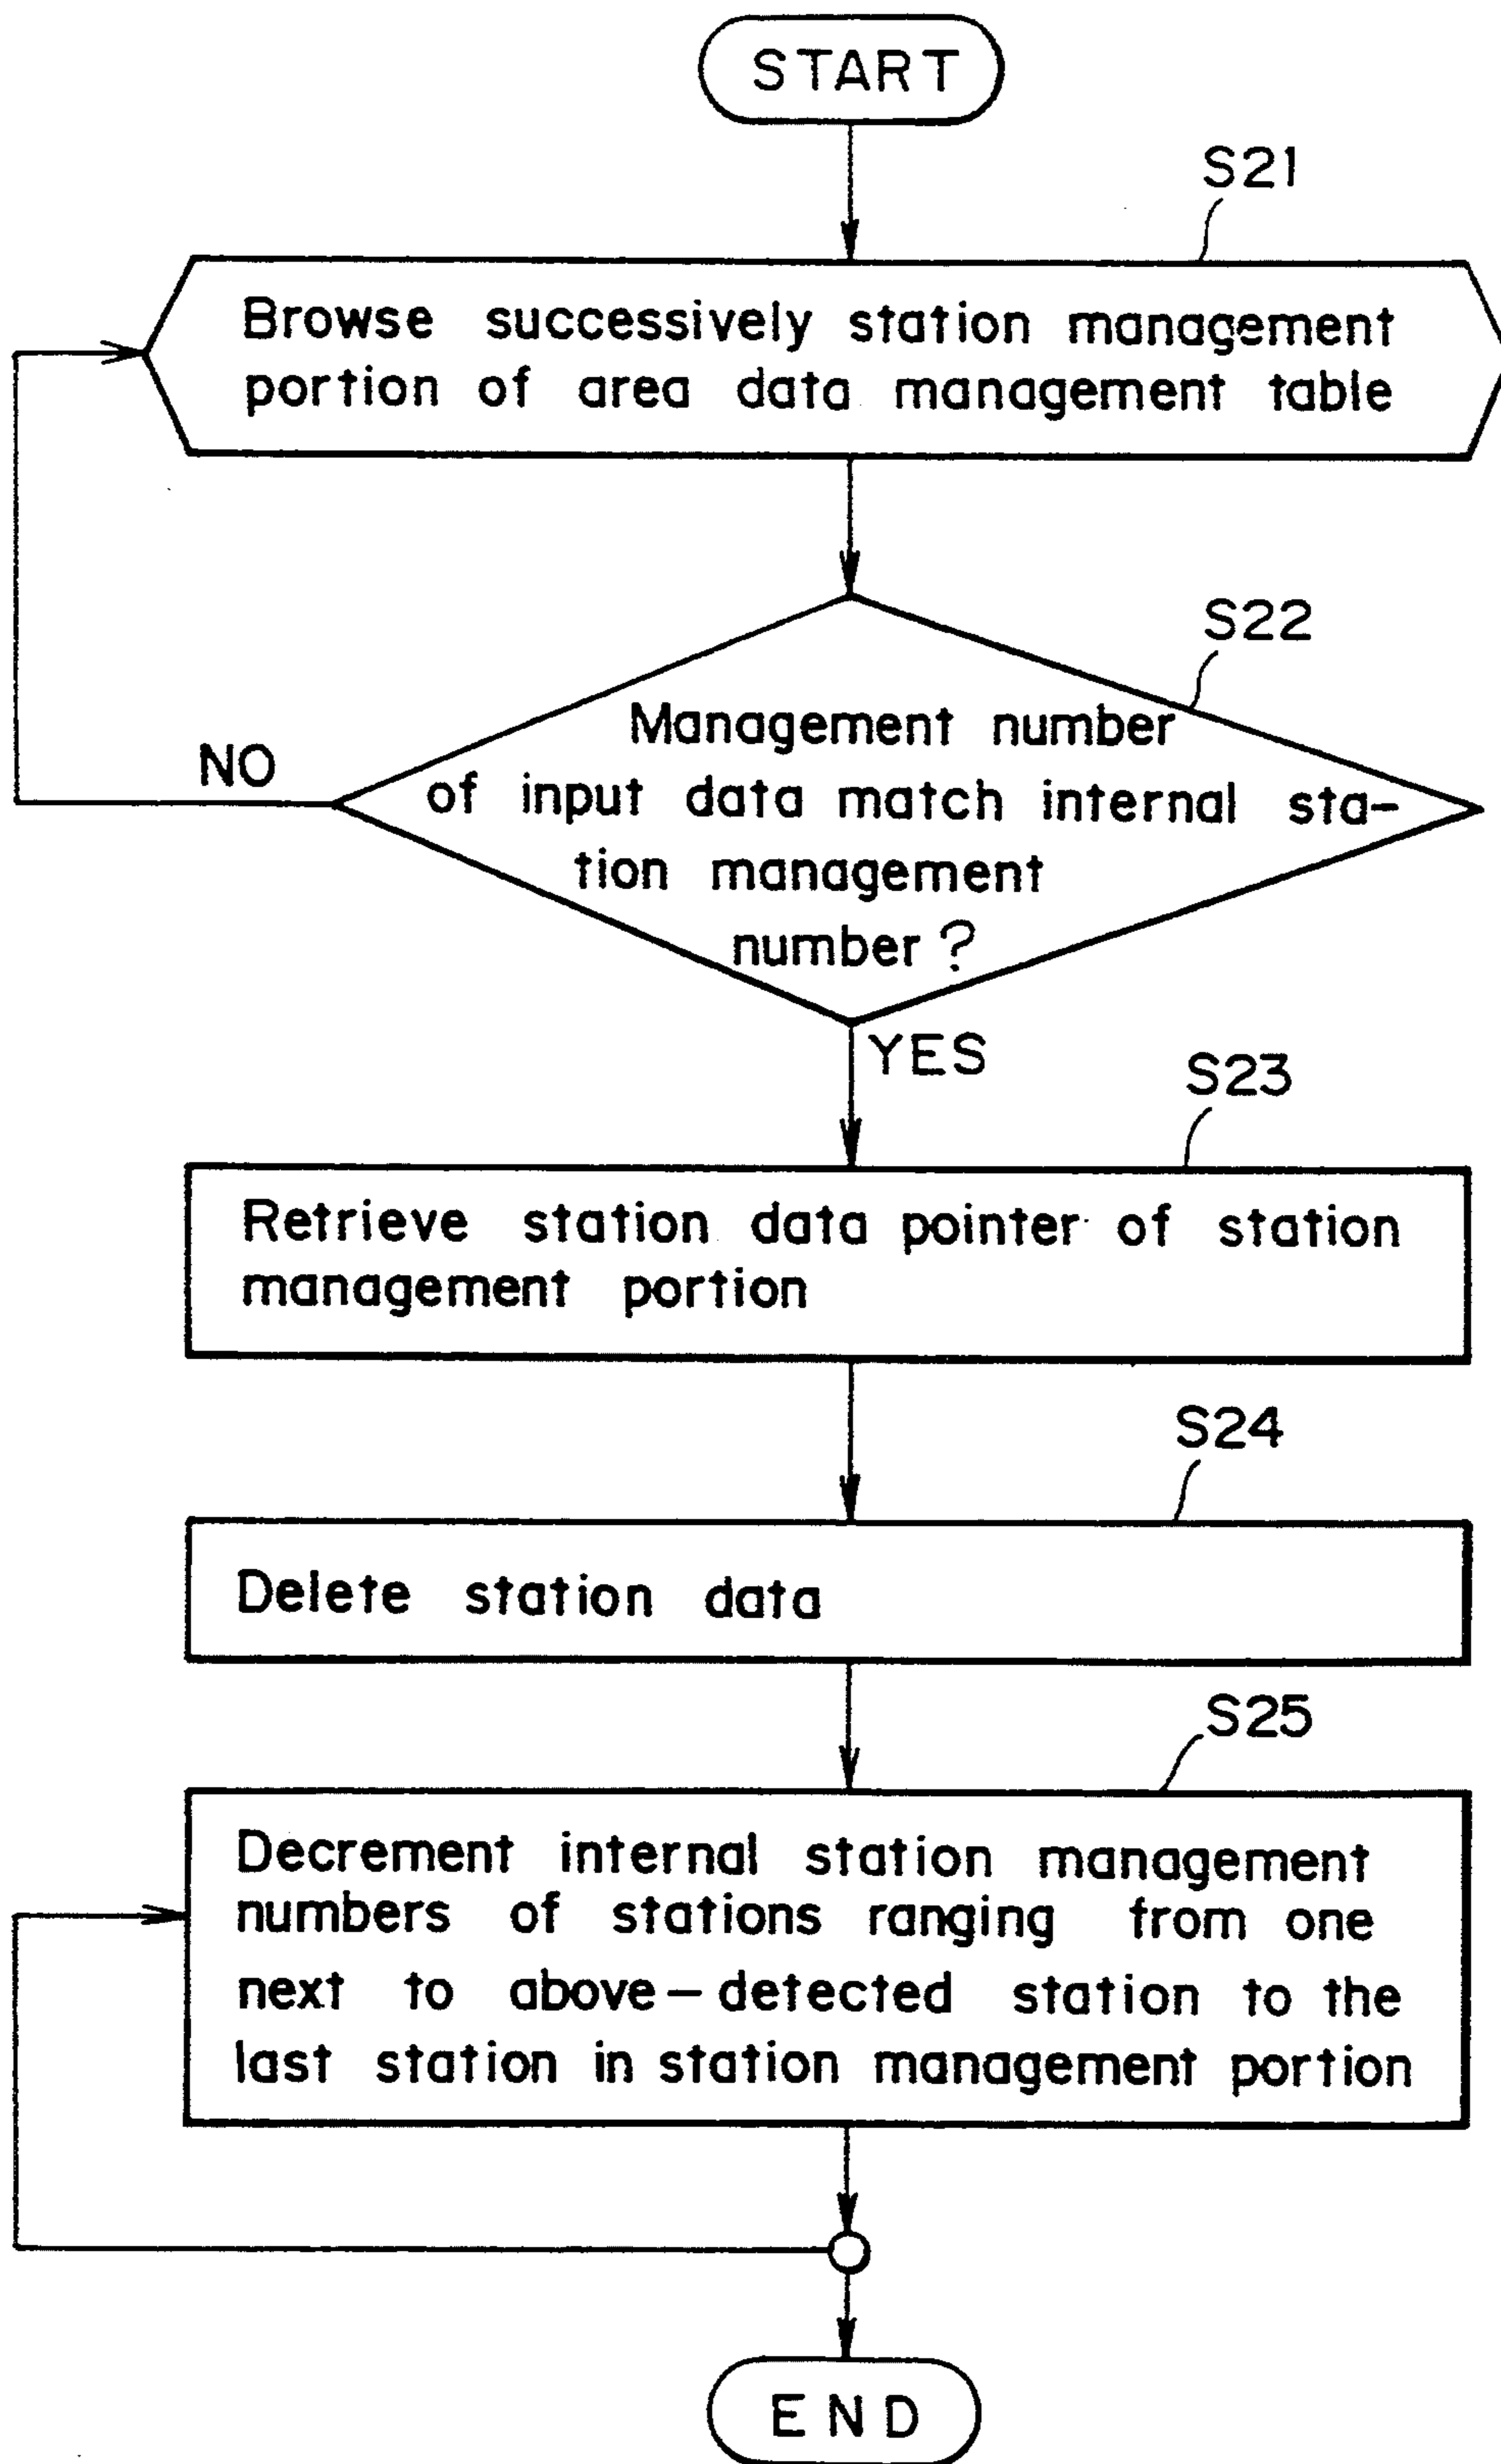 START
S21
Browse successively station management
portion of area data management table
S22
Management number
of input data match internal sta-
tion management
number?
NO
YES
S23
Retrieve station data pointer of station
management portion
S24
Delete station data
S25
Decrement internal station management
numbers of stations ranging from one
next to above-detected station to the
last station in station management portion
END